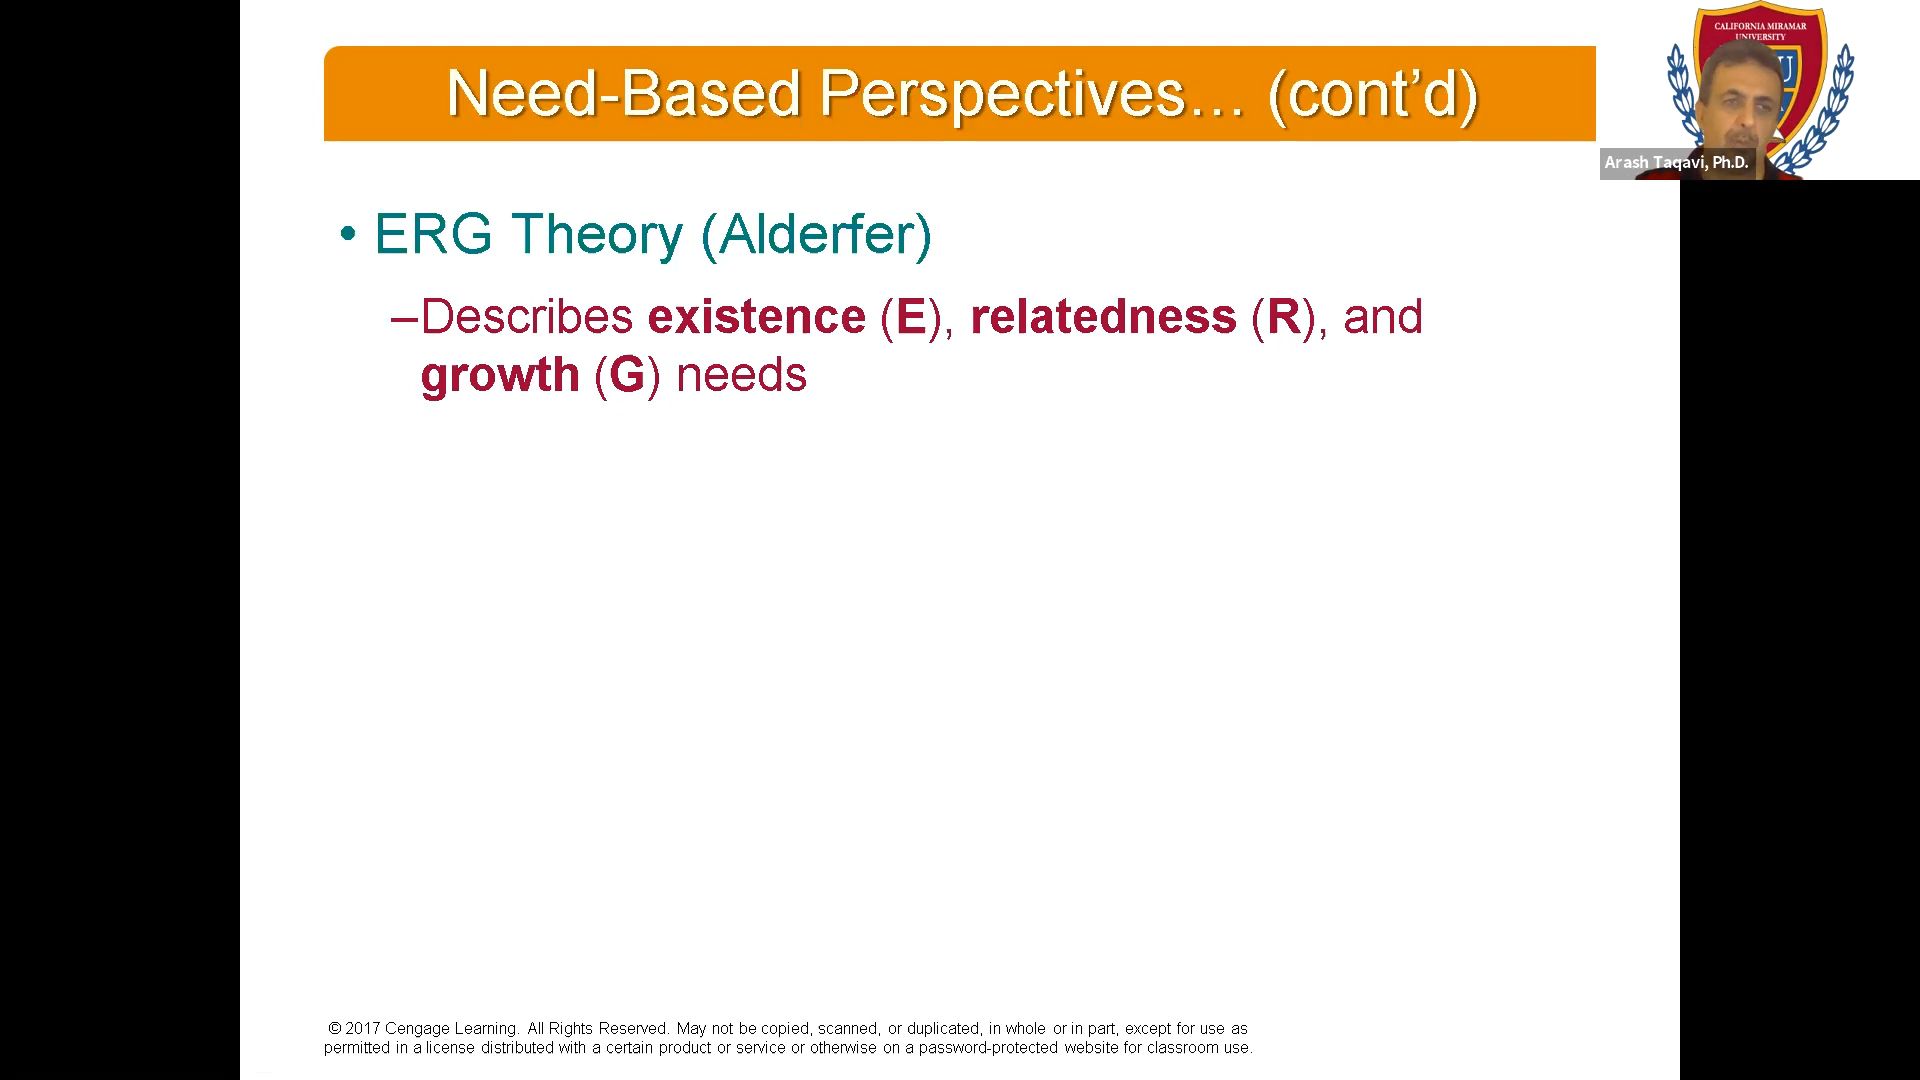 Need-Based Perspectives… (cont’d)
CALIFORNIA MIRAMAR
UNIVERSITY
Arash Taqavi, Ph.D.
• ERG Theory (Alderfer)
–Describes existence (E), relatedness (R), and
growth (G) needs
© 2017 Cengage Learning. All Rights Reserved. May not be copied, scanned, or duplicated, in whole or in part, except for use as
permitted in a license distributed with a certain product or service or otherwise on a password-protected website for classroom use.